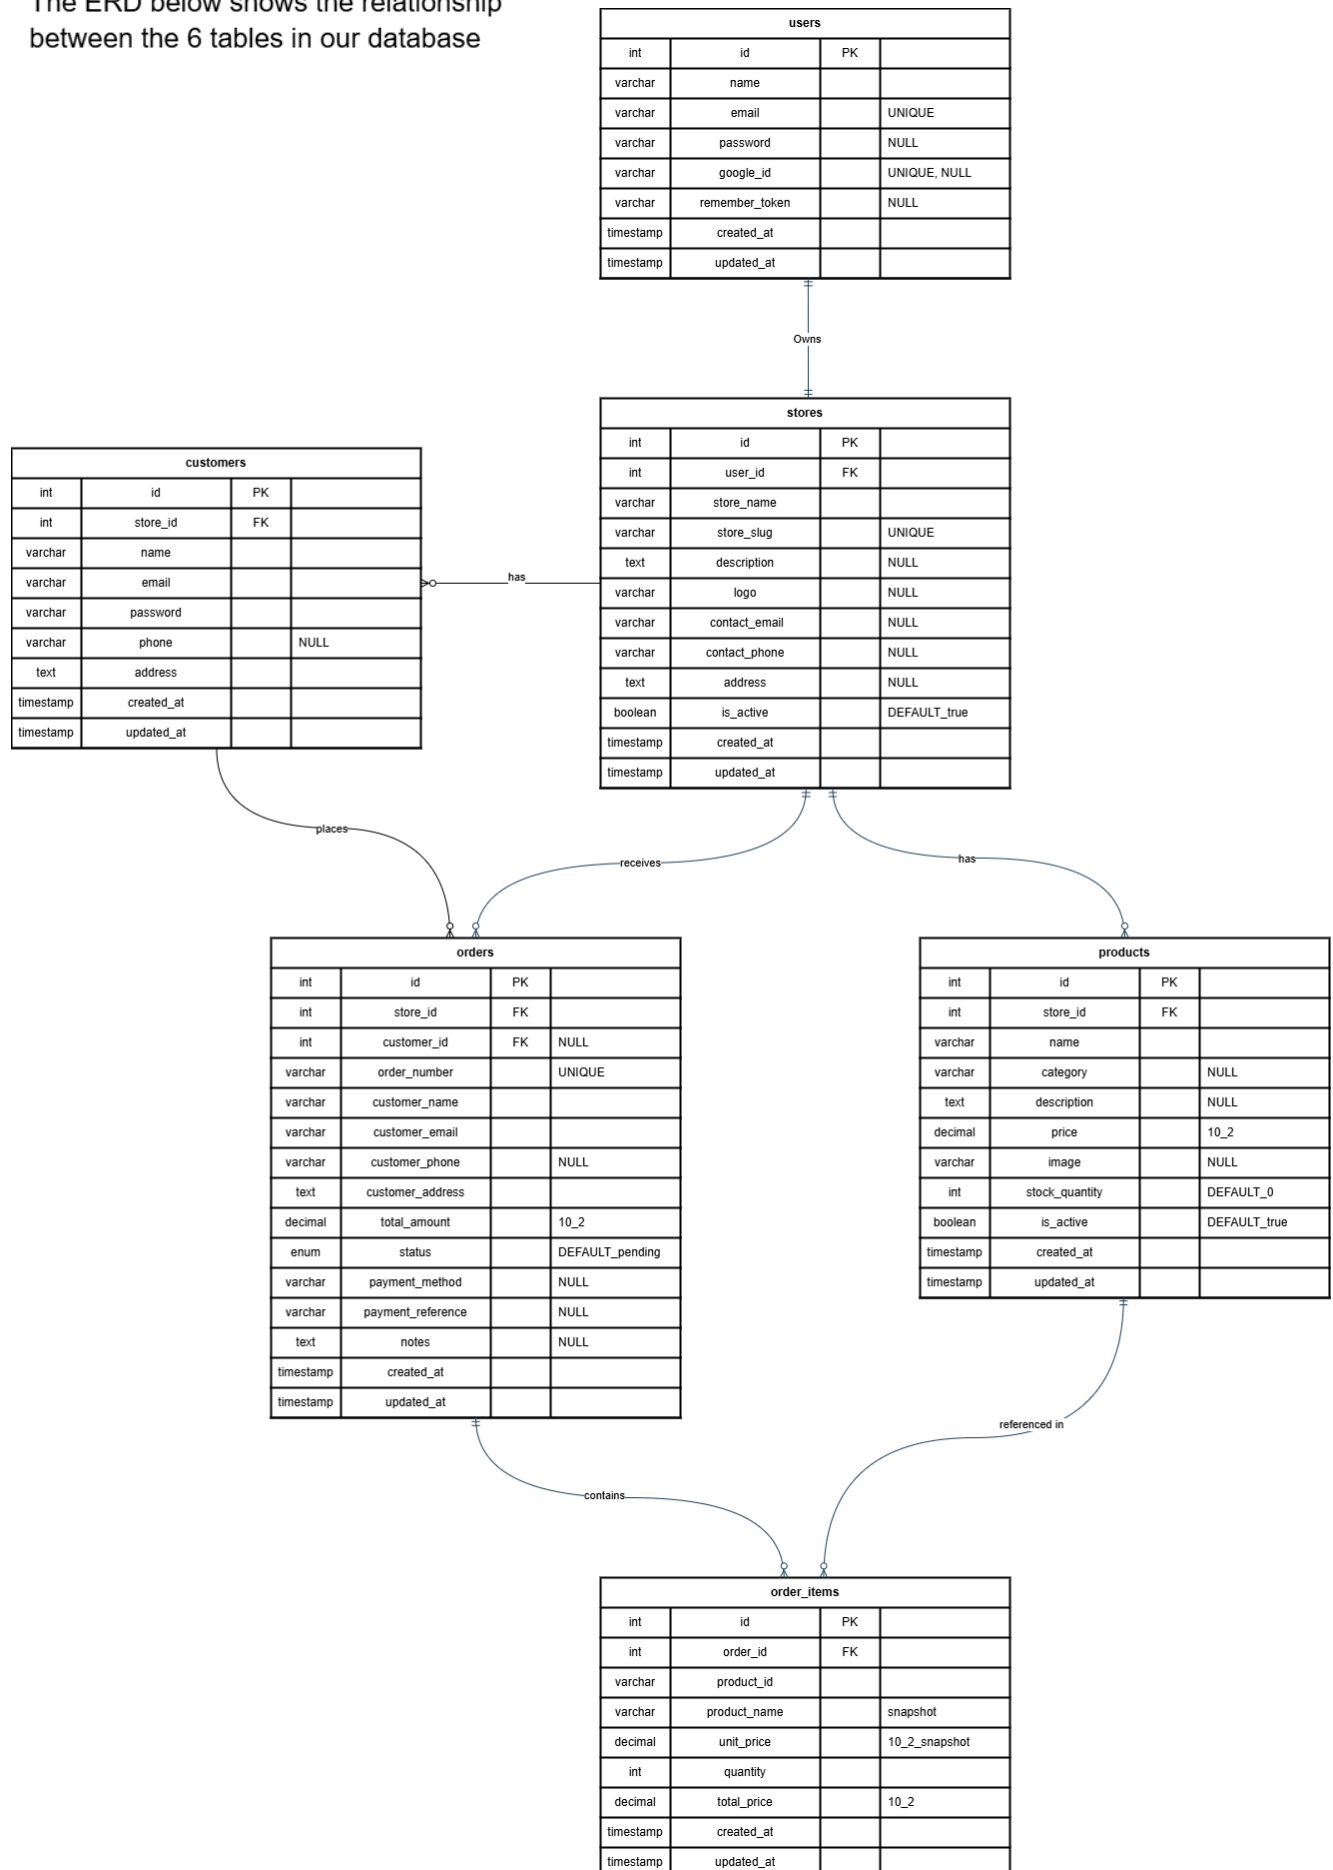 The ERD below shows the relationship
between the 6 tables in our database
users
int id PK
varchar name
varchar email UNIQUE
varchar password NULL
varchar google_id UNIQUE, NULL
varchar remember_token NULL
timestamp created_at
timestamp updated_at
Owns
stores
int id PK
int user_id FK
varchar store_name
varchar store_slug UNIQUE
text description NULL
varchar logo NULL
varchar contact_email NULL
varchar contact_phone NULL
text address NULL
boolean is_active DEFAULT_true
timestamp created_at
timestamp updated_at
customers
int id PK
int store_id FK
varchar name
varchar email
varchar password
varchar phone NULL
text address
timestamp created_at
timestamp updated_at
has
places
receives
has
orders
int id PK
int store_id FK
int customer_id FK NULL
varchar order_number UNIQUE
varchar customer_name
varchar customer_email
varchar customer_phone NULL
text customer_address
decimal total_amount 10_2
enum status DEFAULT_pending
varchar payment_method NULL
varchar payment_reference NULL
text notes NULL
timestamp created_at
timestamp updated_at
products
int id PK
int store_id FK
varchar name
varchar category NULL
text description NULL
decimal price 10_2
varchar image NULL
int stock_quantity DEFAULT_0
boolean is_active DEFAULT_true
timestamp created_at
timestamp updated_at
referenced in
contains
order_items
int id PK
int order_id FK
varchar product_id
varchar product_name snapshot
decimal unit_price 10_2_snapshot
int quantity
decimal total_price 10_2
timestamp created_at
timestamp updated_at